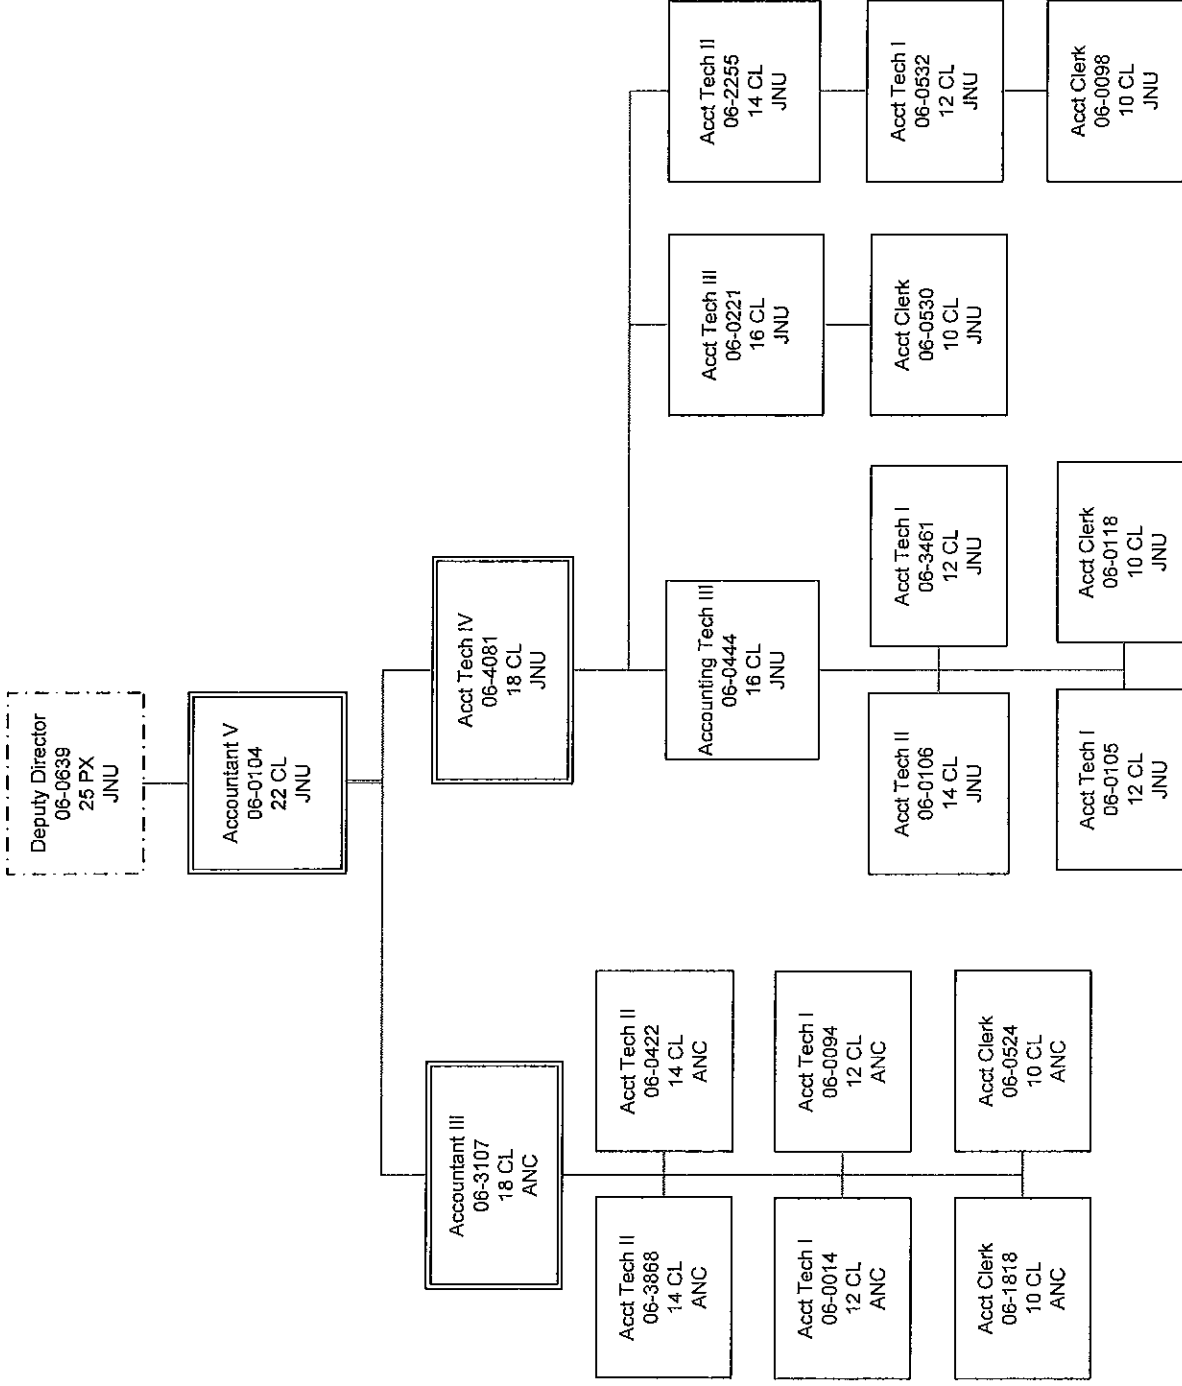 Deputy Director
06-0639
25 PX
JNU
Accountant V
06-0104
22 CL
JNU
Accountant III
06-3107
18 CL
ANC
Acct Tech IV
06-4081
18 CL
JNU
Acct Tech II
06-3868
14 CL
ANC
Acct Tech II
06-0422
14 CL
ANC
Acct Tech I
06-0014
12 CL
ANC
Acct Tech I
06-0094
12 CL
ANC
Acct Clerk
06-1818
10 CL
ANC
Acct Clerk
06-0524
10 CL
ANC
Accounting Tech III
06-0444
16 CL
JNU
Acct Tech II
06-0106
14 CL
JNU
Acct Tech I
06-3461
12 CL
JNU
Acct Tech I
06-0105
12 CL
JNU
Acct Clerk
06-0118
10 CL
JNU
Acct Tech III
06-0221
16 CL
JNU
Acct Clerk
06-0530
10 CL
JNU
Acct Tech II
06-2255
14 CL
JNU
Acct Tech I
06-0532
12 CL
JNU
Acct Clerk
06-0098
10 CL
JNU